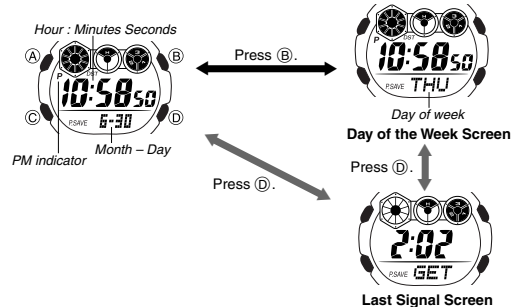 Hour : Minutes Seconds
A
B
P
DST
10:58 50
P.SAVE
6-30
C
D
PM indicator
Month – Day
Press B.
P
DST
10:58 50
P.SAVE
THU
Day of week
Day of the Week Screen
Press D.
Press D.
2:02
P.SAVE
GET
Last Signal Screen